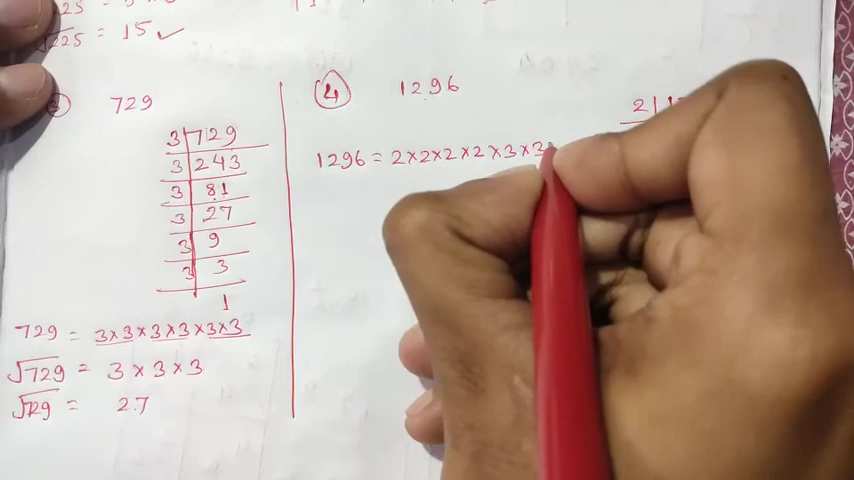 √225 = 15 ✓
729
3 | 729
3 | 243
3 | 81
3 | 27
3 | 9
3 | 3
1
729 = 3×3×3×3×3×3
√729 = 3×3×3
√729 = 27
4 1296
2
1296 = 2×2×2×2×3×3